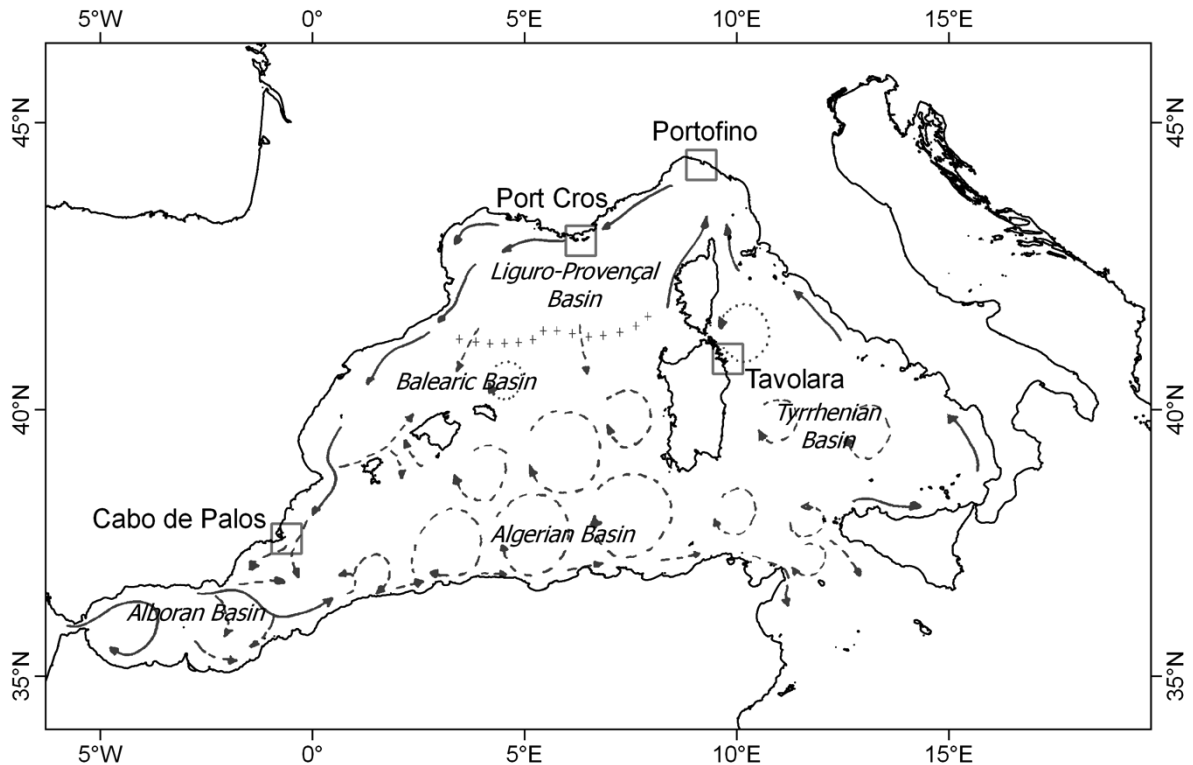 5°W 0° 5°E 10°E 15°E
45°N 45°N
Portofino
Port Cros
Liguro-Provençal
Basin
Balearic Basin
Tavolara
40°N 40°N
Tyrrhenian
Basin
Cabo de Palos
Algerian Basin
Alboran Basin
35°N 35°N
5°W 0° 5°E 10°E 15°E